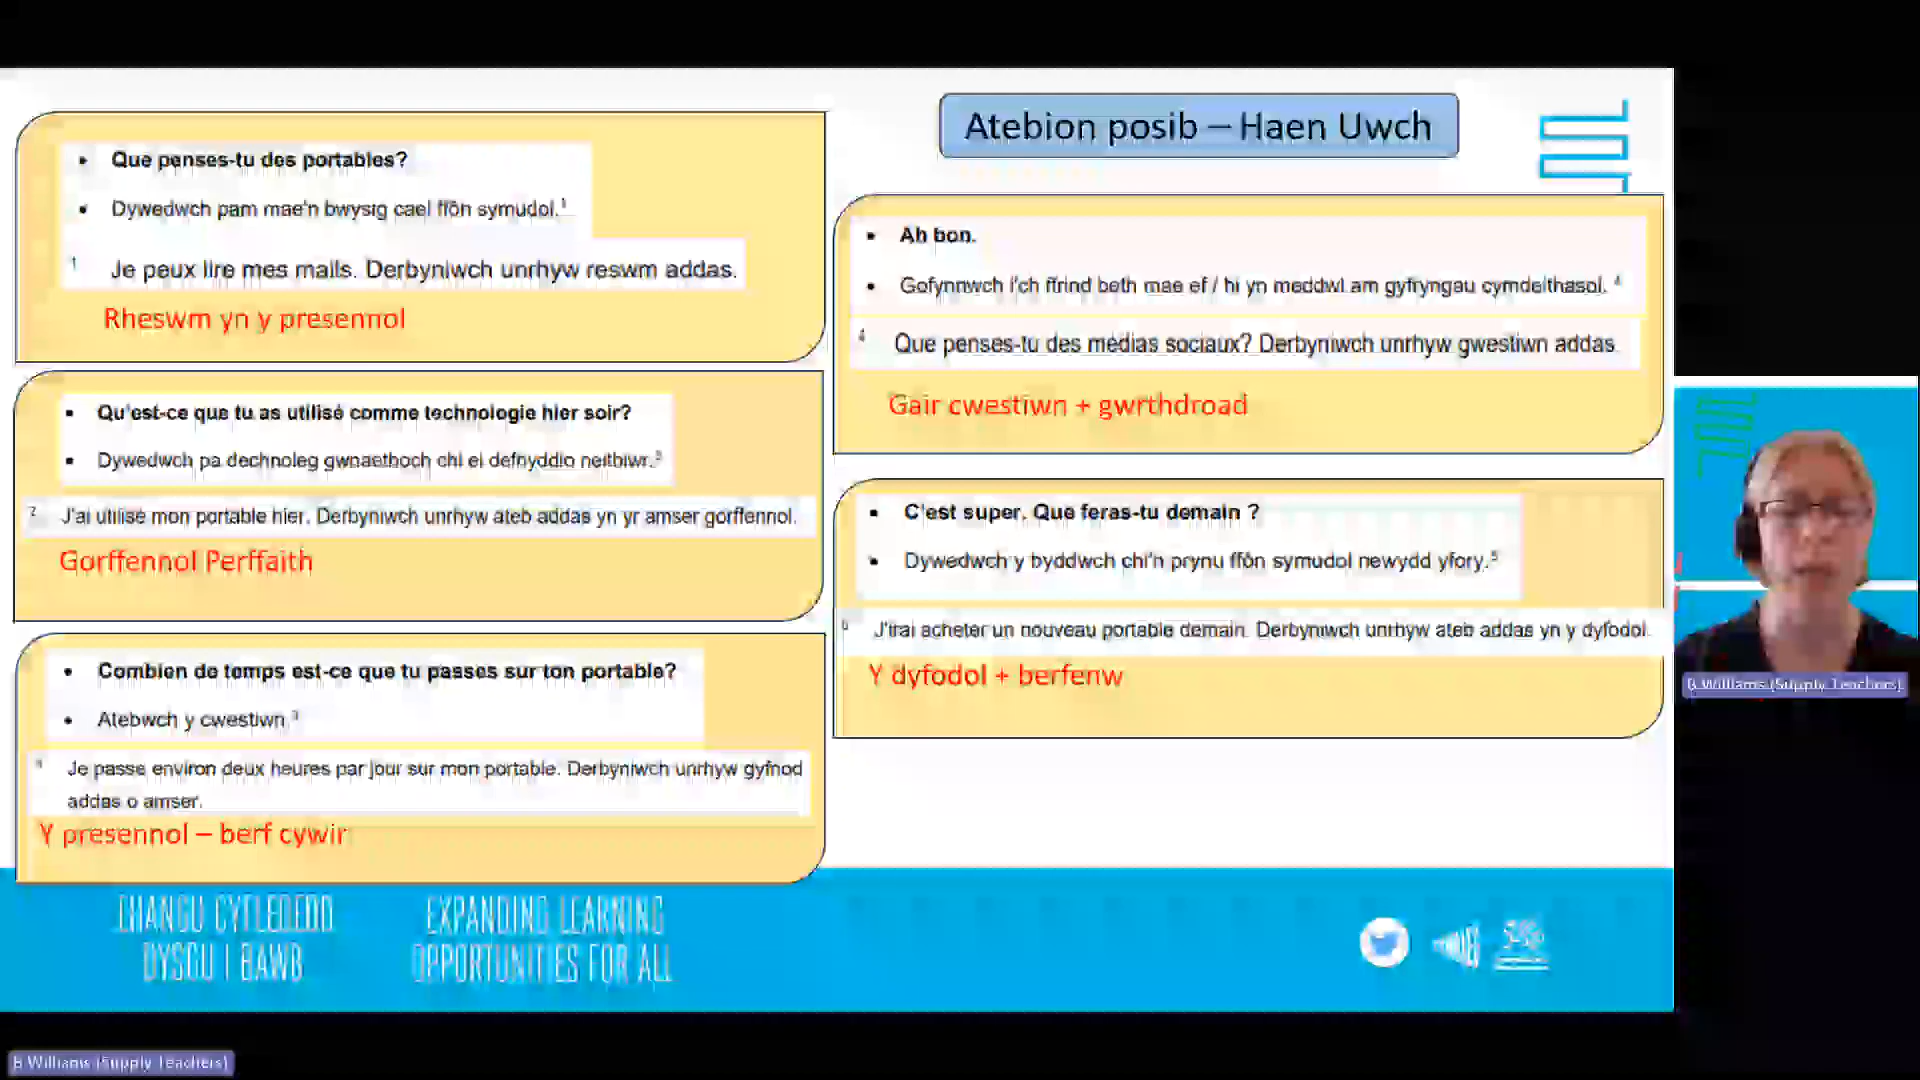 Atebion posib – Haen Uwch
Que penses-tu des portables?
Dywedwch pam mae'n bwysig cael ffôn symudol.¹
¹ Je peux lire mes mails. Derbyniwch unrhyw reswm addas.
Rheswm yn y presennol
Qu'est-ce que tu as utilisé comme technologie hier soir?
Dywedwch pa dechnoleg gwnaethoch chi ei defnyddio neithiwr.²
² J'ai utilisé mon portable hier. Derbyniwch unrhyw ateb addas yn yr amser gorffennol.
Gorffennol Perffaith
Combien de temps est-ce que tu passes sur ton portable?
Atebwch y cwestiwn.³
Je passe environ deux heures par jour sur mon portable. Derbyniwch unrhyw gyfnod
addas o amser.
Y presennol – berf cywir
Ah bon.
Gofynnwch i'ch ffrind beth mae ef / hi yn meddwl am gyfryngau cymdeithasol. ⁴
⁴ Que penses-tu des médias sociaux? Derbyniwch unrhyw gwestiwn addas.
Gair cwestiwn + gwrthdroad
C'est super. Que feras-tu demain ?
Dywedwch y byddwch chi'n prynu ffôn symudol newydd yfory.⁵
J'irai acheter un nouveau portable demain. Derbyniwch unrhyw ateb addas yn y dyfodol.
Y dyfodol + berfenw
EHANGU CYFLEOEDD
DYSGU I BAWB
EXPANDING LEARNING
OPPORTUNITIES FOR ALL
B Williams (Supply Teachers)
B Williams (Supply Teachers)